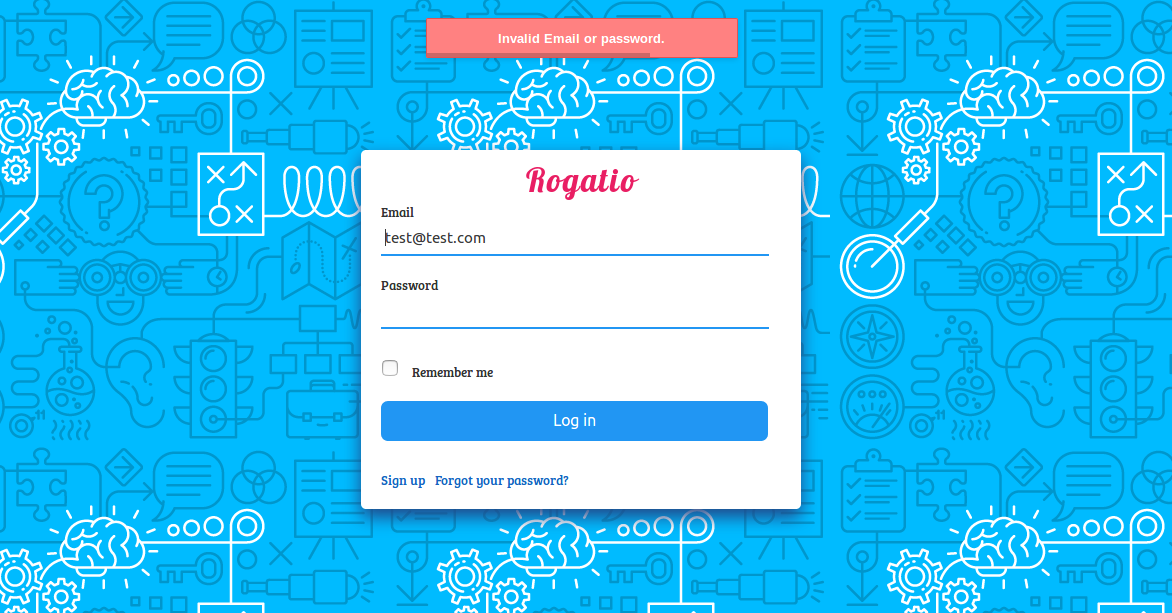 Invalid Email or password.
Rogatio
Email
test@test.com
Password
Remember me
Log in
Sign up Forgot your password?